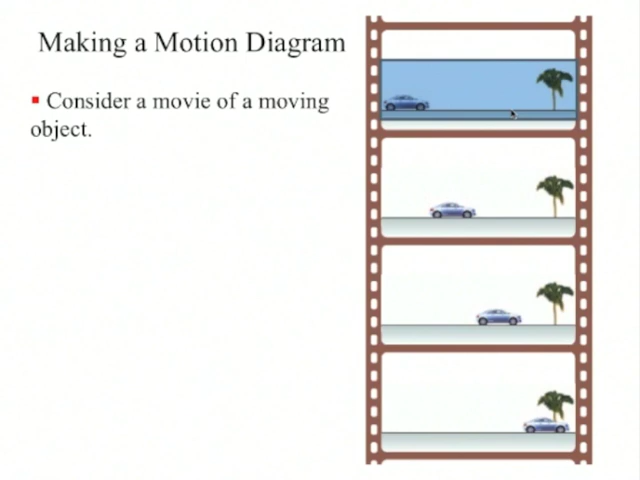 Making a Motion Diagram
▪ Consider a movie of a moving
object.